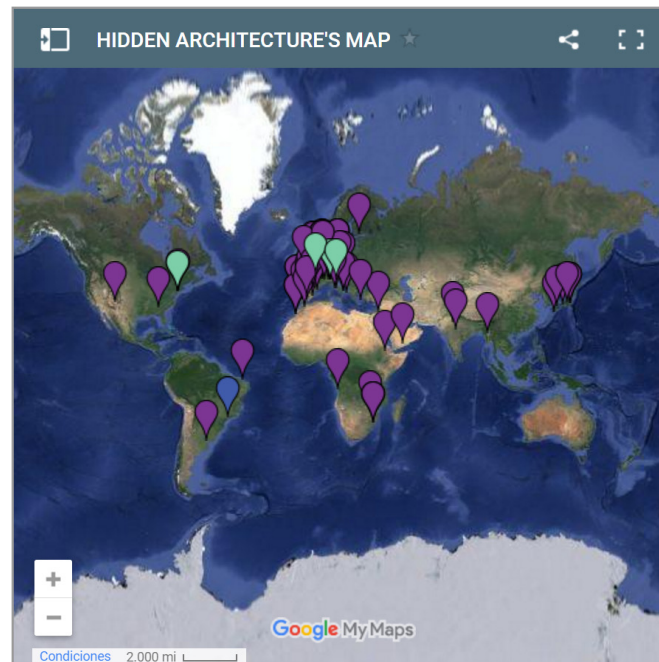 HIDDEN ARCHITECTURE'S MAP
+
−
Google My Maps
Condiciones 2.000 mi